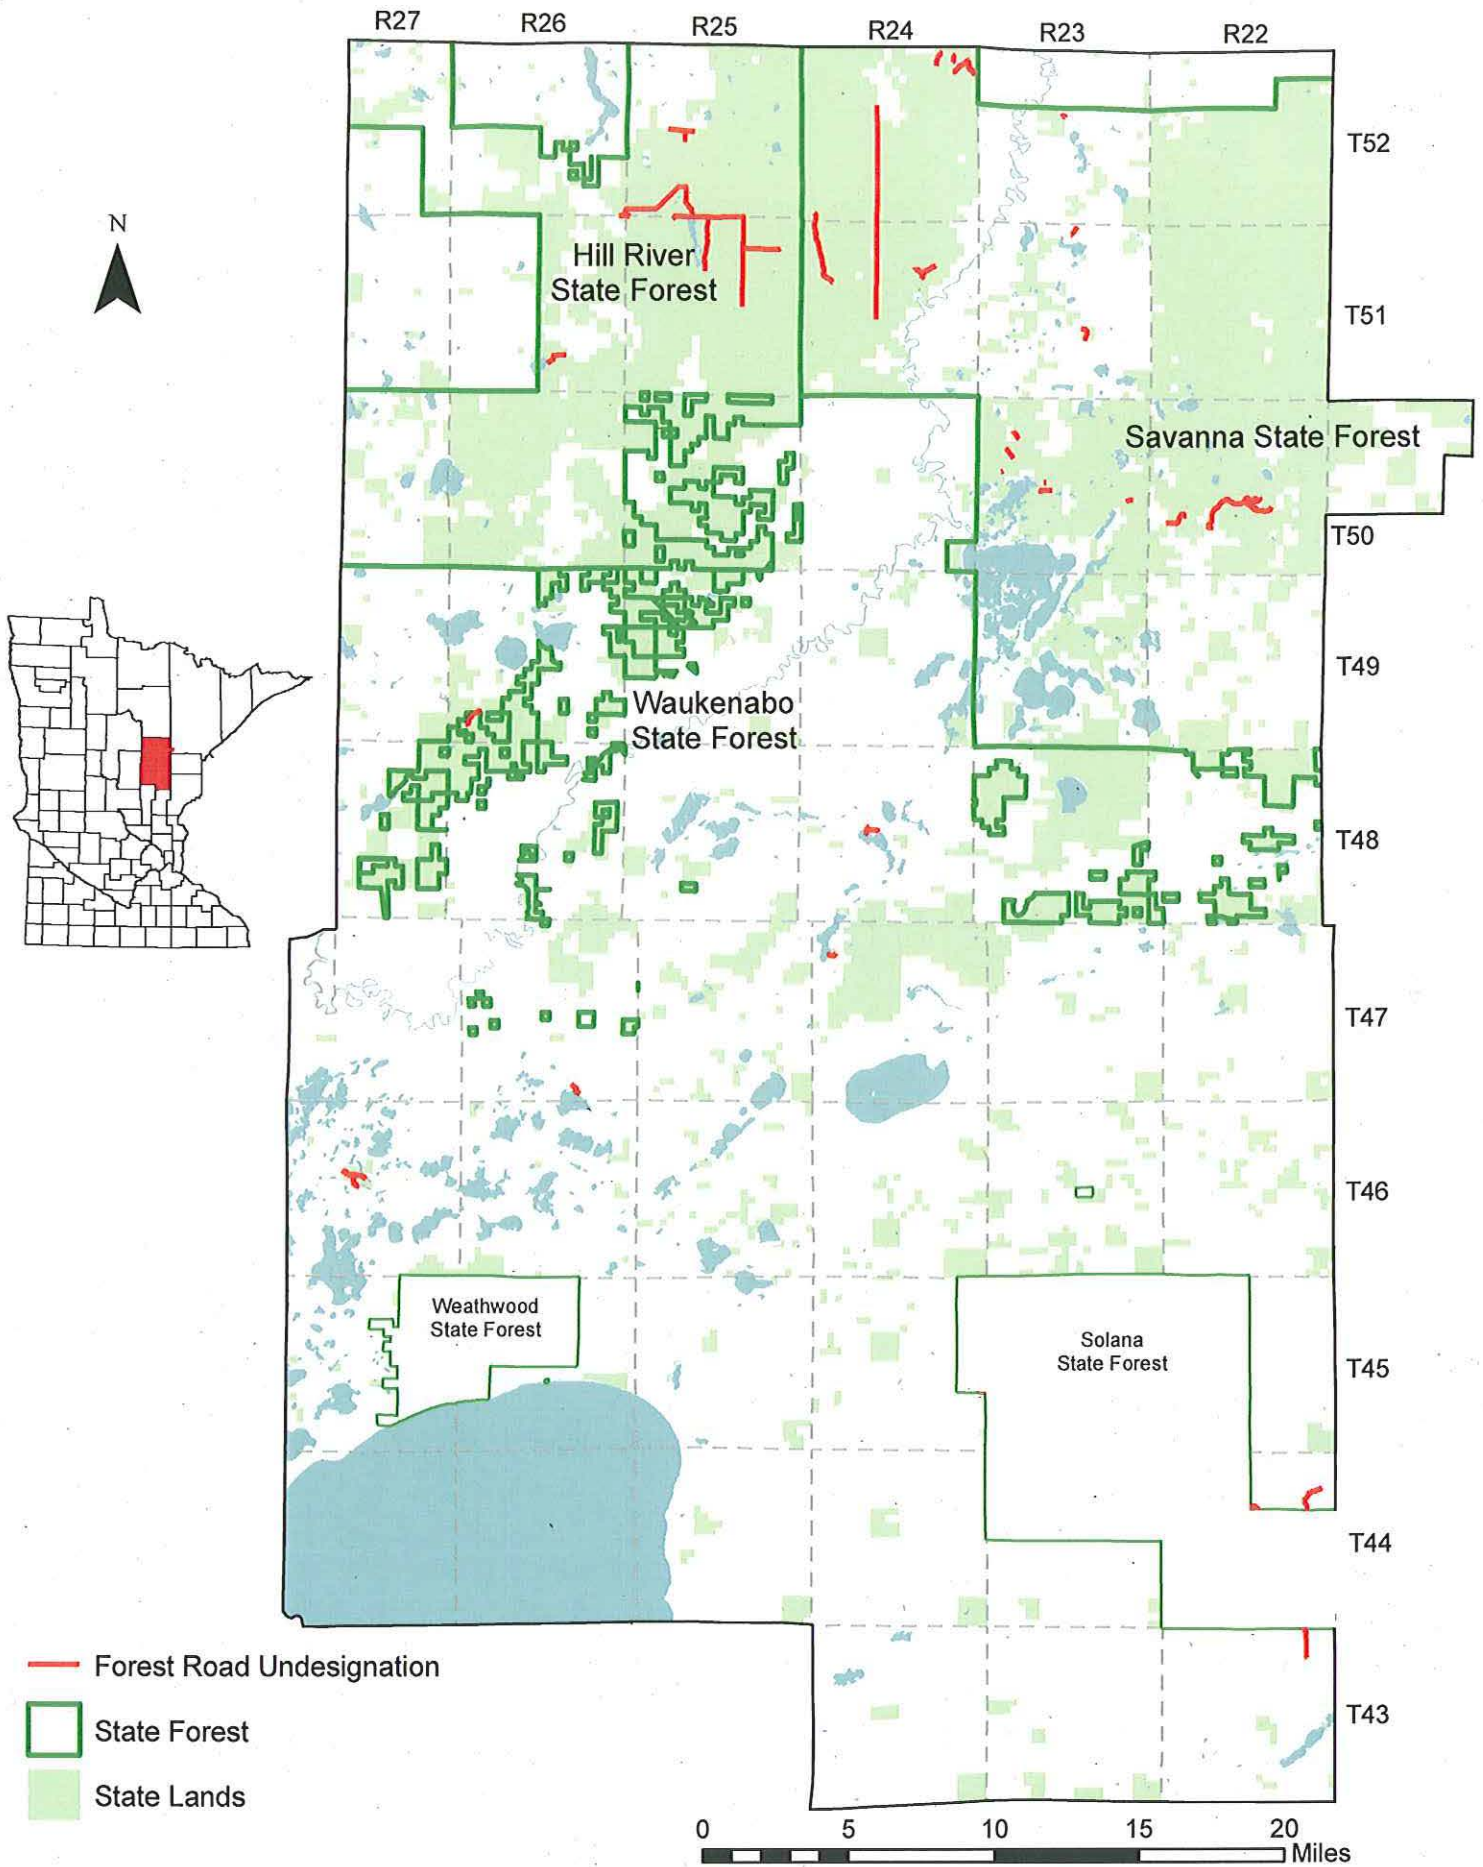 R27 R26 R25 R24 R23 R22
T52
N
Hill River
State Forest
T51
Savanna State Forest
T50
T49
Waukenabo
State Forest
T48
T47
T46
Weathwood
State Forest
Solana
State Forest
T45
T44
Forest Road Undesignation
State Forest
T43
State Lands
0 5 10 15 20
Miles